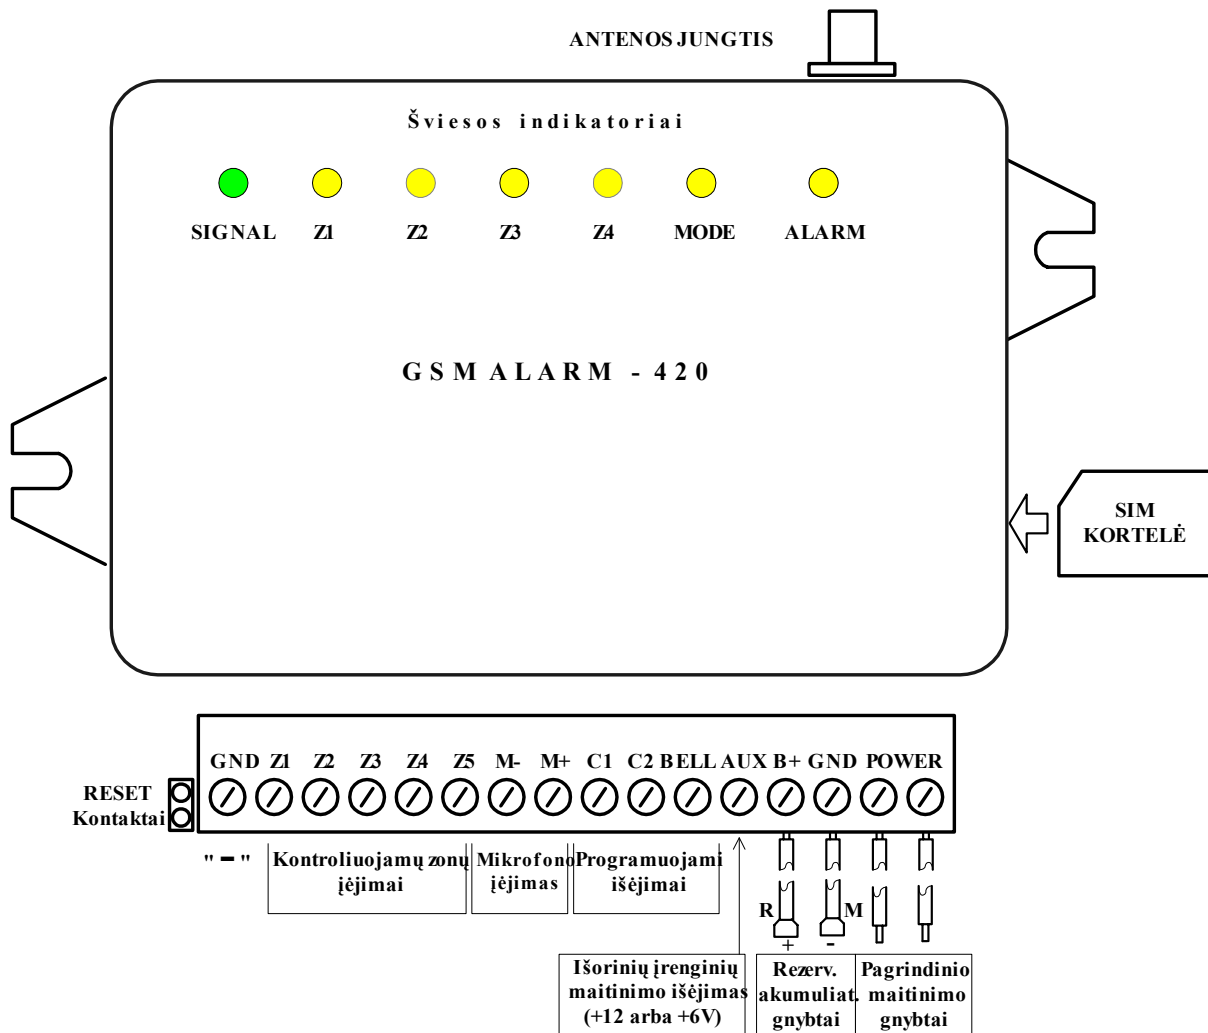 ANTENOS JUNGTIS
Šviesos indikatoriai
SIGNAL Z1 Z2 Z3 Z4 MODE ALARM
GSM ALARM - 420
SIM
KORTELĖ
GND Z1 Z2 Z3 Z4 Z5 M- M+ C1 C2 BELL AUX B+ GND POWER
RESET
Kontaktai
"-"
Kontroliuojamų zonų
įėjimai
Mikrofono
įėjimas
Programuojami
išėjimai
R
+
M
-
Išorinių įrenginių
maitinimo išėjimas
(+12 arba +6V)
Rezerv.
akumuliat.
gnybtai
Pagrindinio
maitinimo
gnybtai